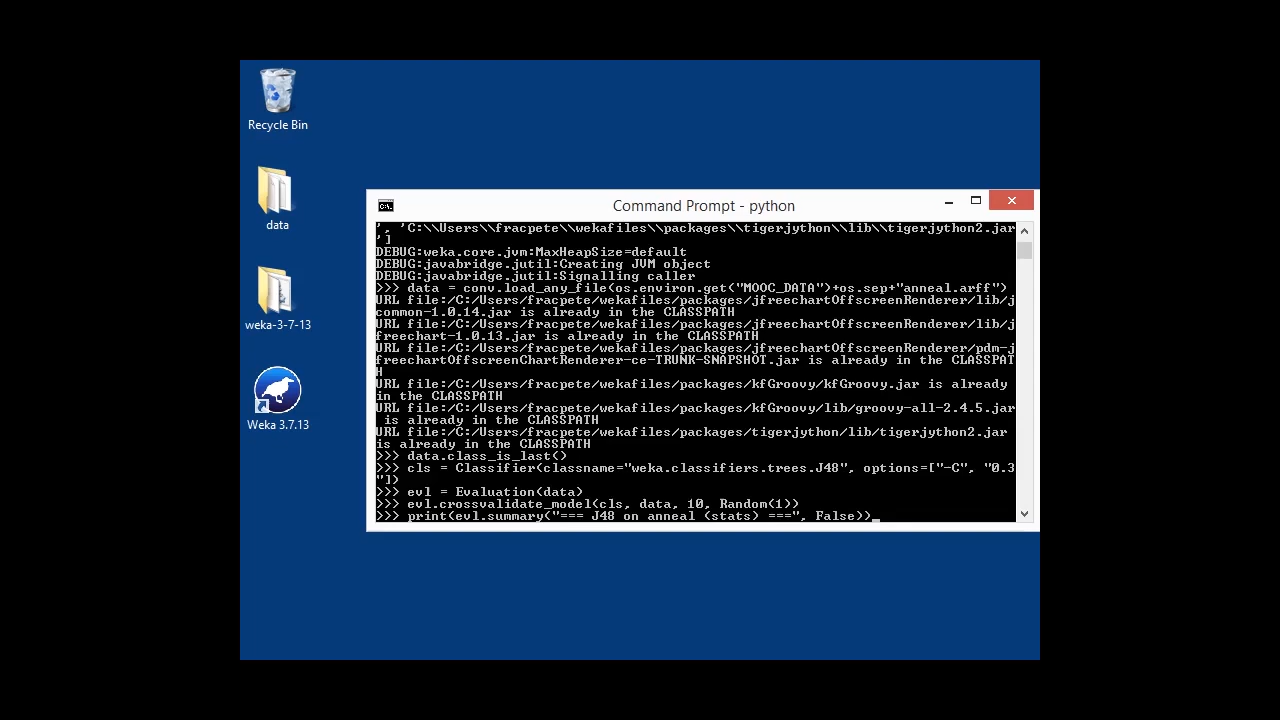 Recycle Bin
data
weka-3-7-13
Weka 3.7.13
C:\.
Command Prompt - python
', 'C:\\Users\\fracpete\\wekafiles\\packages\\tigerjython\\lib\\tigerjython2.jar
']
DEBUG:weka.core.jvm:MaxHeapSize=default
DEBUG:javabridge.jutil:Creating JVM object
DEBUG:javabridge.jutil:Signalling caller
>>> data = conv.load_any_file(os.environ.get("MOOC_DATA")+os.sep+"anneal.arff")
URL file:/C:/Users/fracpete/wekafiles/packages/jfreechartOffscreenRenderer/lib/j
common-1.0.14.jar is already in the CLASSPATH
URL file:/C:/Users/fracpete/wekafiles/packages/jfreechartOffscreenRenderer/lib/j
freechart-1.0.13.jar is already in the CLASSPATH
URL file:/C:/Users/fracpete/wekafiles/packages/jfreechartOffscreenRenderer/pdm-j
freechartOffscreenChartRenderer-ce-TRUNK-SNAPSHOT.jar is already in the CLASSPAT
H
URL file:/C:/Users/fracpete/wekafiles/packages/kfGroovy/kfGroovy.jar is already
in the CLASSPATH
URL file:/C:/Users/fracpete/wekafiles/packages/kfGroovy/lib/groovy-all-2.4.5.jar
is already in the CLASSPATH
URL file:/C:/Users/fracpete/wekafiles/packages/tigerjython/lib/tigerjython2.jar
is already in the CLASSPATH
>>> data.class_is_last()
>>> cls = Classifier(classname="weka.classifiers.trees.J48", options=["-C", "0.3
"])
>>> evl = Evaluation(data)
>>> evl.crossvalidate_model(cls, data, 10, Random(1))
>>> print(evl.summary("=== J48 on anneal (stats) ===", False))